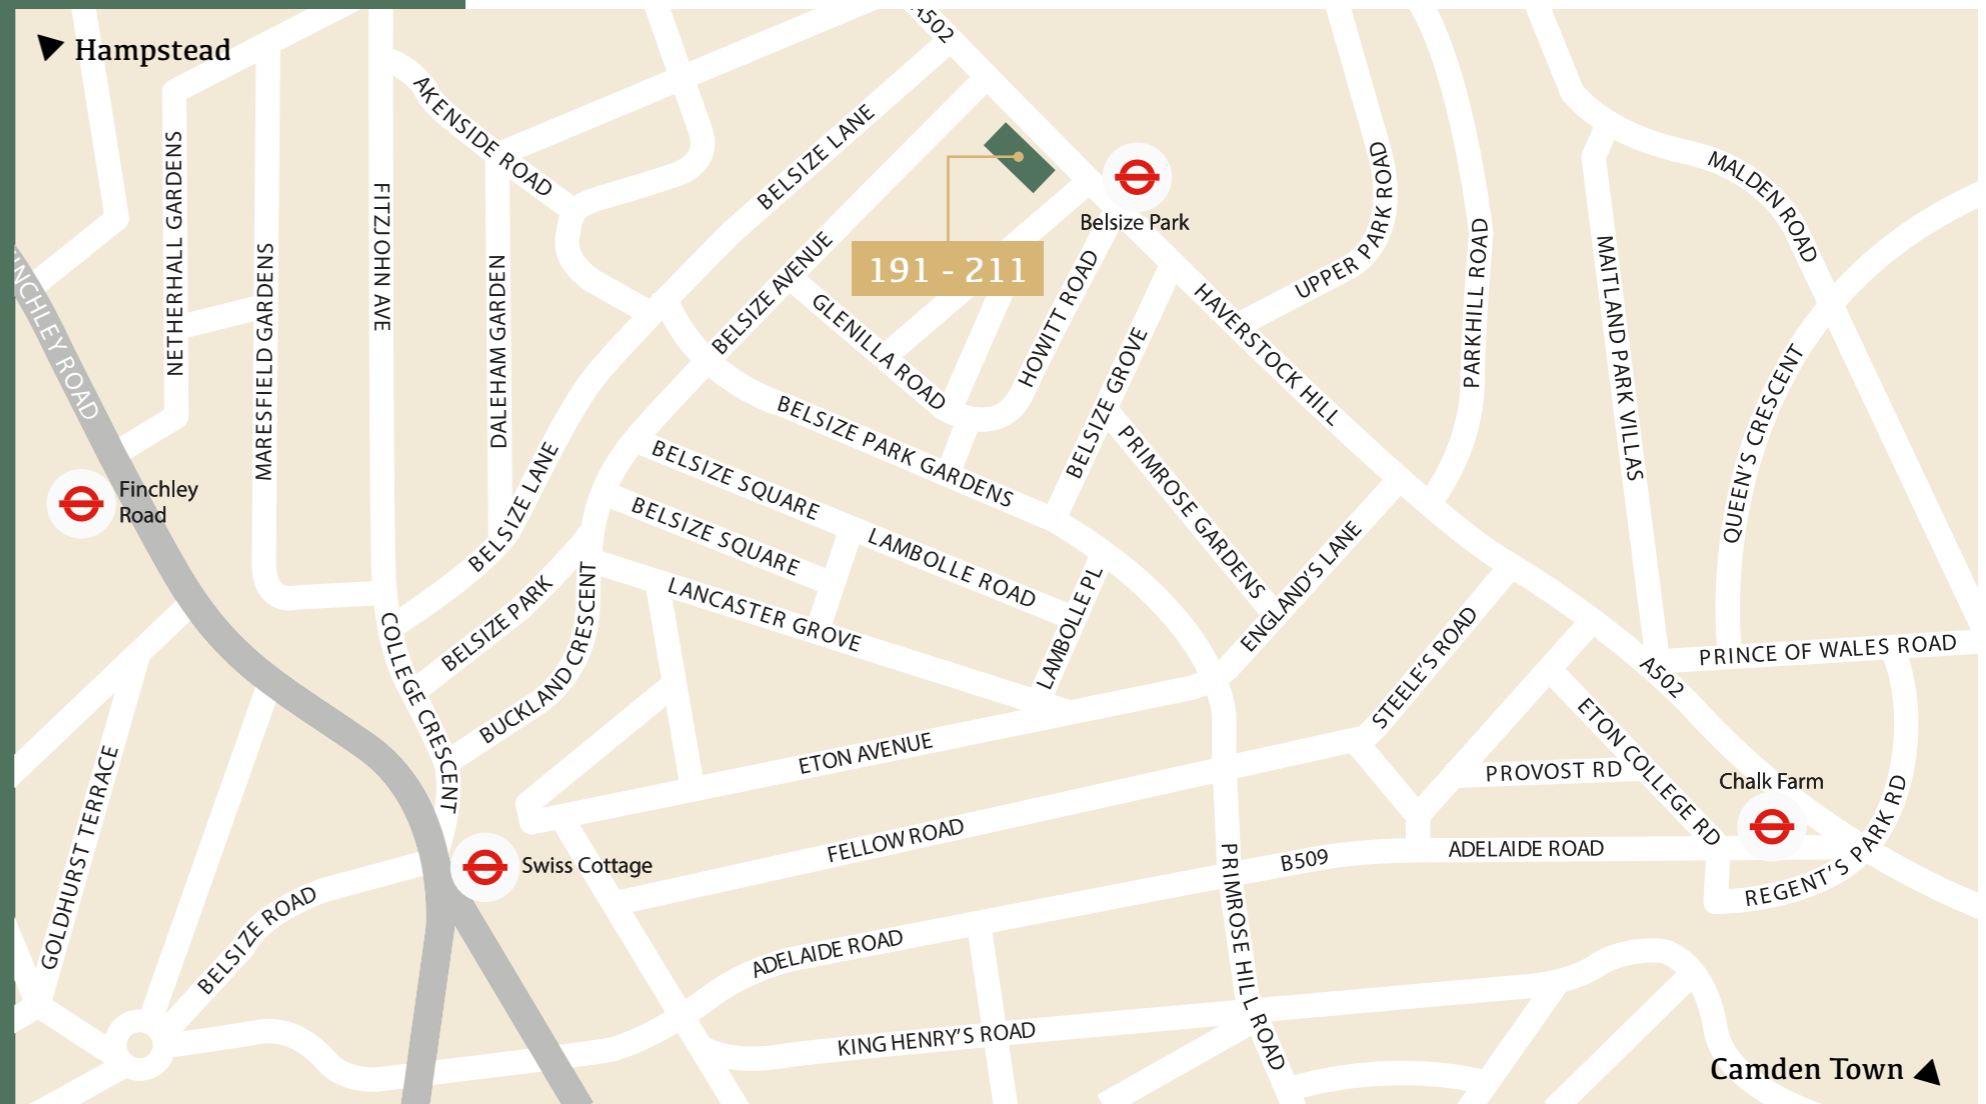 A502
Hampstead
AKENSIDE ROAD
BELSIZE LANE
NETHERHALL GARDENS
FITZJOHN AVE
MARESFIELD GARDENS
DALEHAM GARDEN
BELSIZE AVENUE
191 - 211
Belsize Park
UPPER PARK ROAD
PARKHILL ROAD
MALDEN ROAD
MAITLAND PARK VILLAS
QUEEN'S CRESCENT
INCHLEY ROAD
GLENILLA ROAD
HOWITT ROAD
BELSIZE GROVE
HAVERSTOCK HILL
BELSIZE PARK GARDENS
PRIMROSE GARDENS
Finchley
Road
BELSIZE LANE
BELSIZE SQUARE
BELSIZE SQUARE
LAMBOLLE ROAD
LAMBOLLE PL
ENGLAND'S LANE
BELSIZE PARK
BUCKLAND CRESCENT
LANCASTER GROVE
COLLEGE CRESCENT
STEELE'S ROAD
A502
PRINCE OF WALES ROAD
ETON AVENUE
ETON COLLEGE RD
PROVOST RD
Chalk Farm
GOLDHURST TERRACE
FELLOW ROAD
Swiss Cottage
B509
ADELAIDE ROAD
REGENT'S PARK RD
BELSIZE ROAD
ADELAIDE ROAD
PRIMROSE HILL ROAD
KING HENRY'S ROAD
Camden Town